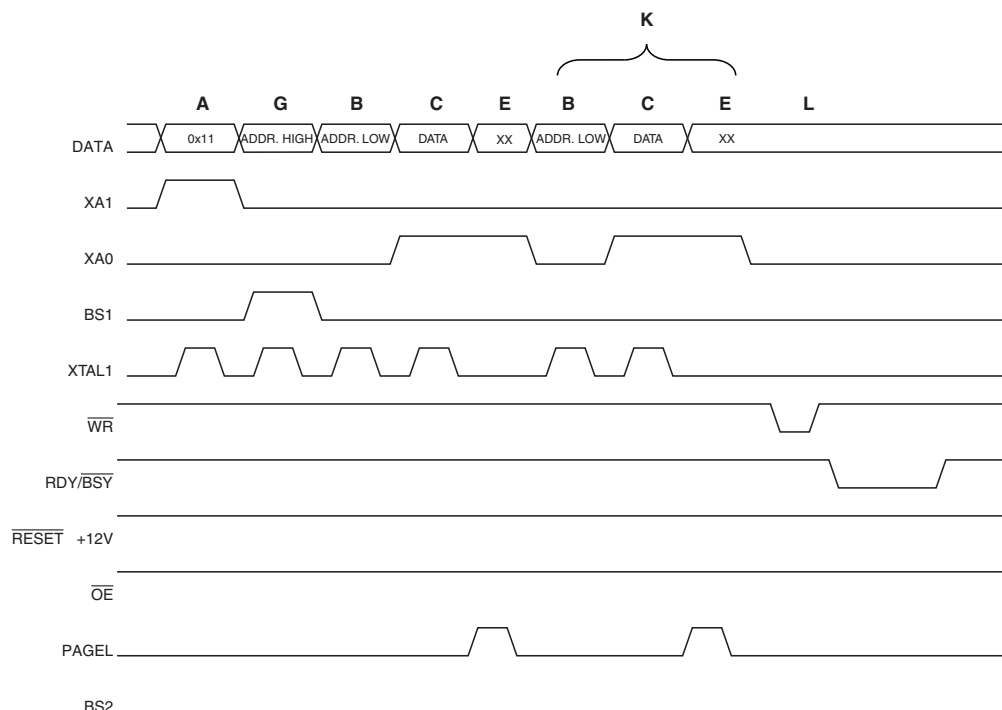 K
A G B C E B C E L
DATA 0x11 ADDR. HIGH ADDR. LOW DATA XX ADDR. LOW DATA XX
XA1
XA0
BS1
XTAL1
WR
RDY/BSY
RESET +12V
OE
PAGEL
BS2